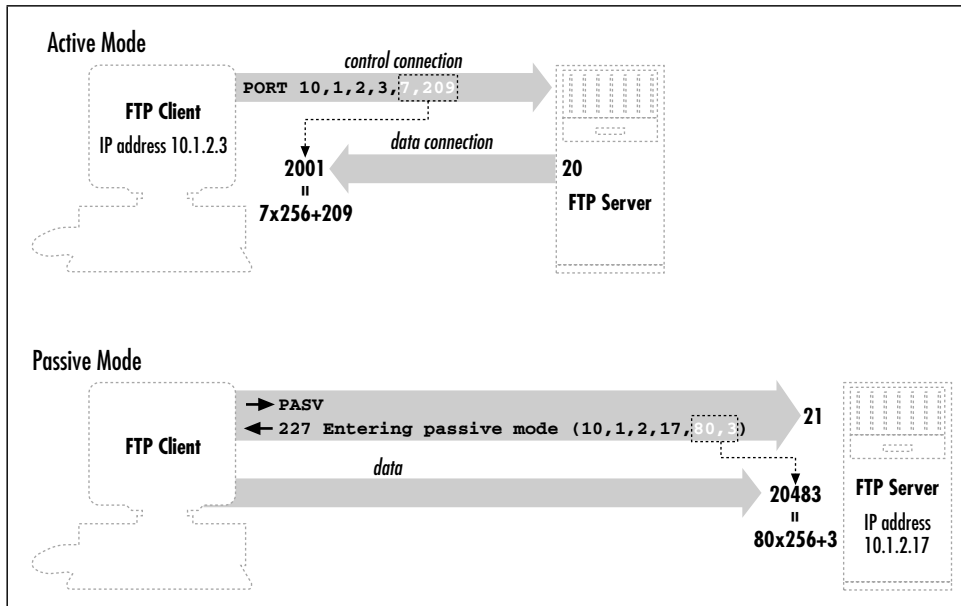 Active Mode
control connection
PORT 10,1,2,3,7,209
FTP Client
IP address 10.1.2.3
data connection
2001
=
7x256+209
20
FTP Server
Passive Mode
PASV
227 Entering passive mode (10,1,2,17,80,3)
21
FTP Client
data
20483
=
80x256+3
FTP Server
IP address
10.1.2.17